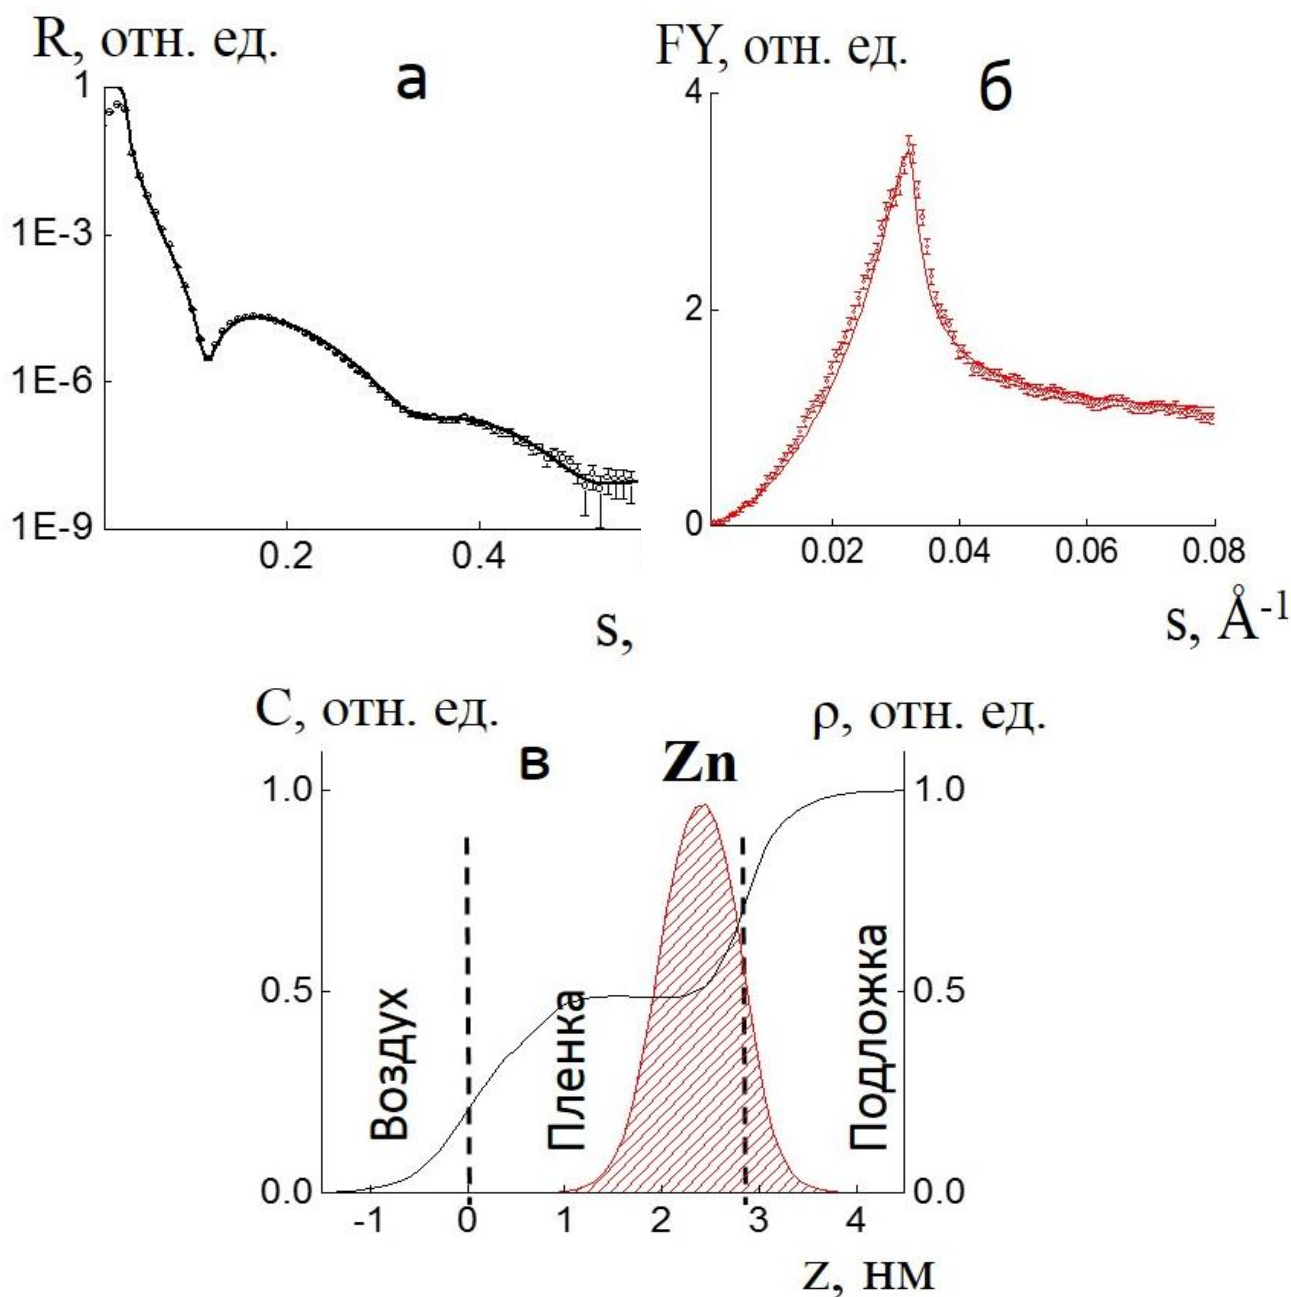 R, отн. ед.
а
1
1E-3
1E-6
1E-9
0.2 0.4
s,
FY, отн. ед.
б
4
2
0
0.02 0.04 0.06 0.08
s, Å-1
C, отн. ед.
в
Zn
ρ, отн. ед.
1.0
0.5
0.0
Воздух
Пленка
Подложка
1.0
0.5
0.0
-1 0 1 2 3 4
z, нм